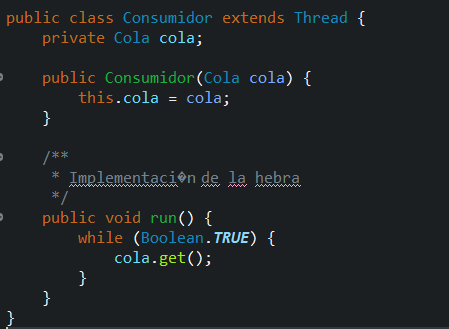 public class Consumidor extends Thread {
    private Cola cola;

    public Consumidor(Cola cola) {
        this.cola = cola;
    }

    /**
     * Implementaci�n de la hebra
     */
    public void run() {
        while (Boolean.TRUE) {
            cola.get();
        }
    }
}